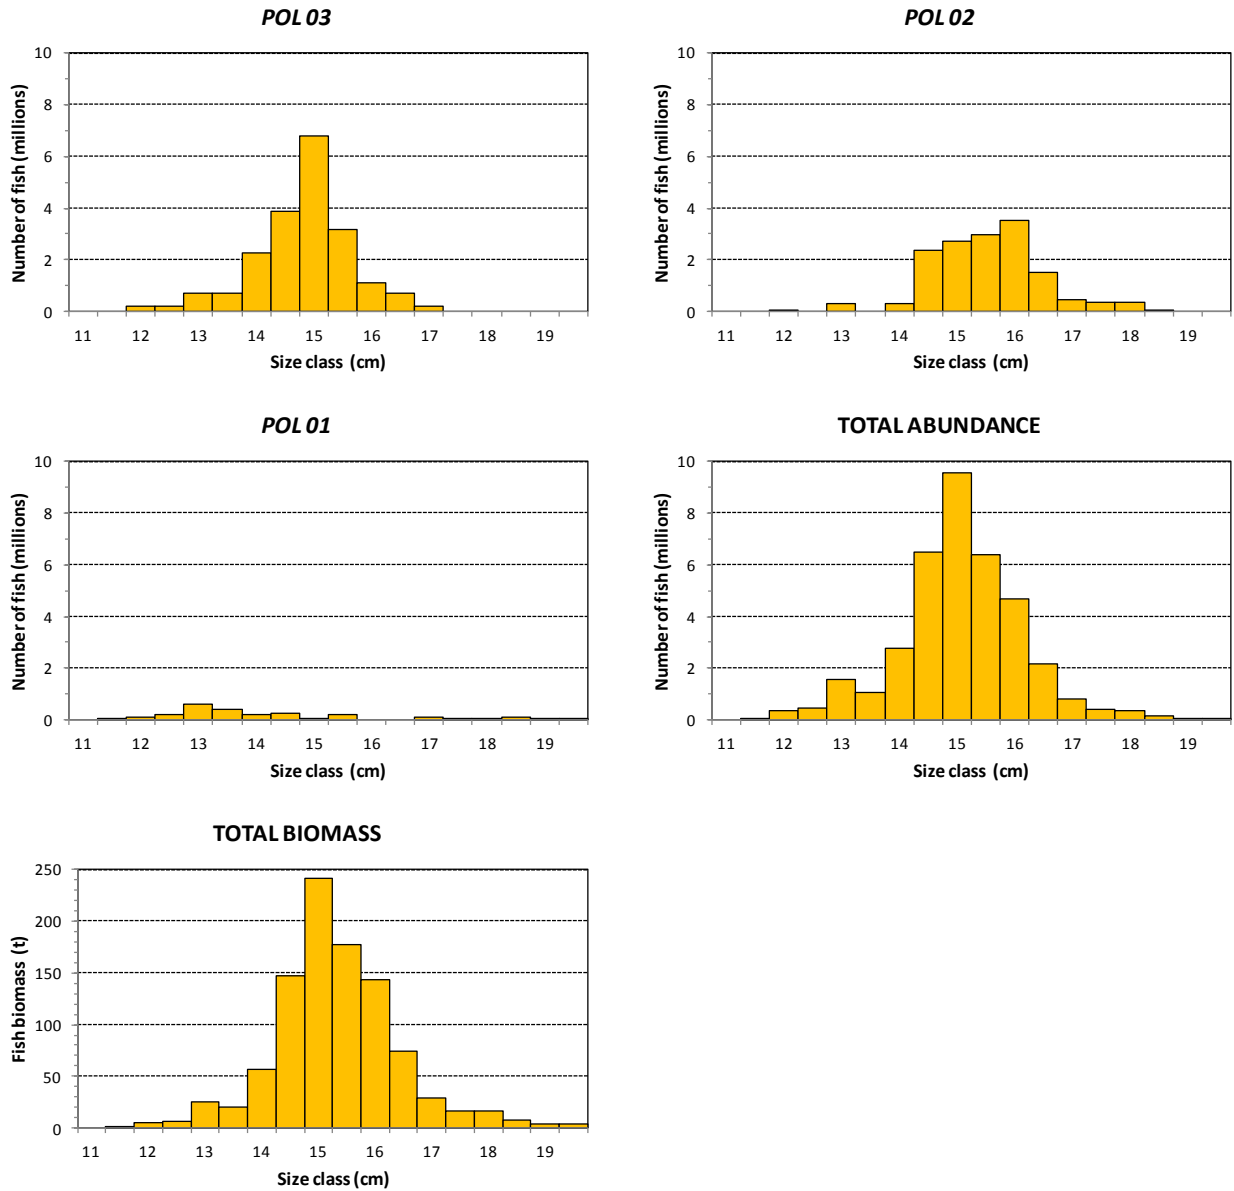 POL 03
10
8
6
4
2
0
Number of fish (millions)
11 12 13 14 15 16 17 18 19
Size class (cm)
POL 02
10
8
6
4
2
0
Number of fish (millions)
11 12 13 14 15 16 17 18 19
Size class (cm)
POL 01
10
8
6
4
2
0
Number of fish (millions)
11 12 13 14 15 16 17 18 19
Size class (cm)
TOTAL ABUNDANCE
10
8
6
4
2
0
Number of fish (millions)
11 12 13 14 15 16 17 18 19
Size class (cm)
TOTAL BIOMASS
250
200
150
100
50
0
Fish biomass (t)
11 12 13 14 15 16 17 18 19
Size class (cm)